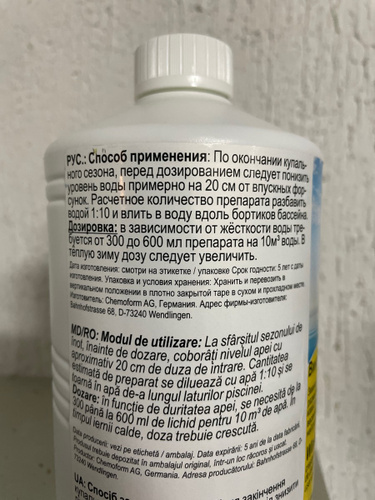 РУС.: Способ применения: По окончании купаль-
ного сезона, перед дозированием следует понизить
уровень воды примерно на 20 см от впускных фор-
сунок. Расчетное количество препарата разбавить
водой 1:10 и влить в воду вдоль бортиков бассейна.
Дозировка: в зависимости от жёсткости воды тре-
буется от 300 до 600 мл препарата на 10м³ воды. В
тёплую зиму дозу следует увеличить.
Дата изготовления: смотри на этикетке / упаковке Срок годности: 5 лет с даты
изготовления. Упаковка и условия хранения: Хранить и перевозить в
вертикальном положении в плотно закрытой таре в сухом и прохладном месте.
Изготовитель: Chemoform AG, Германия. Адрес фирмы-изготовителя:
Bahnhofstrasse 68, D-73240 Wendlingen.
MD/RO: Modul de utilizare: La sfârșitul sezonului de
înot, înainte de dozare, coborâți nivelul apei cu
aproximativ 20 cm de duza de intrare. Cantitatea
estimată de preparat se diluează cu apă 1:10 și se
toarnă în apă de-a lungul laturilor piscinei.
Dozare: în funcție de duritatea apei, se necesită de la
300 până la 600 ml de lichid pentru 10 m³ de apă. În
timpul iernii calde, doza trebuie crescută.
Data producerii: vezi pe etichetă / ambalaj. Data expirării: 5 ani de la data fabricării.
Produsul trebuie depozitat în ambalajul original, într-un loc răcoros și uscat.
Producător: Chemoform AG, Germania. Adresa producătorului: Bahnhofstrasse 68, D-
73240 Wendlingen.
UA: Спосіб закінчення